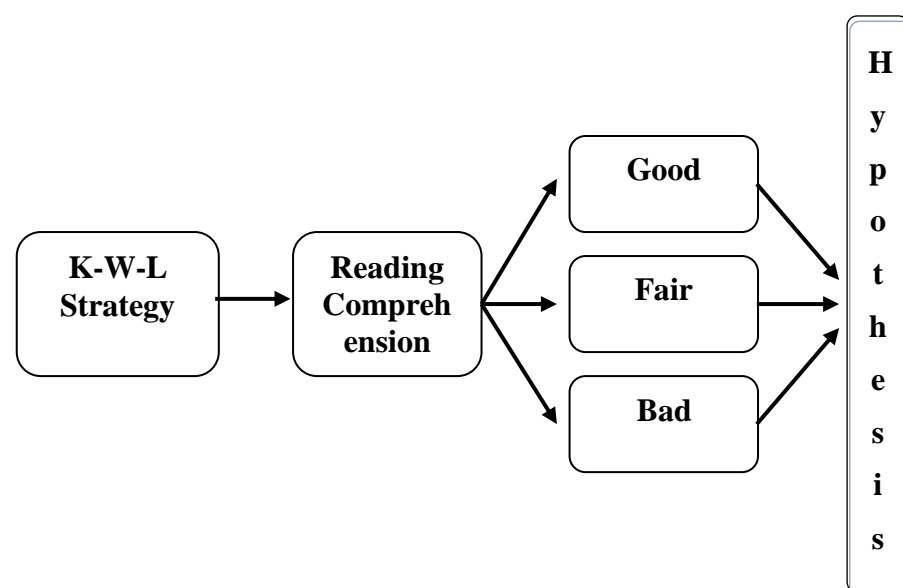 K-W-L
Strategy
Reading
Compreh
ension
Good
Fair
Bad
H
y
p
o
t
h
e
s
i
s